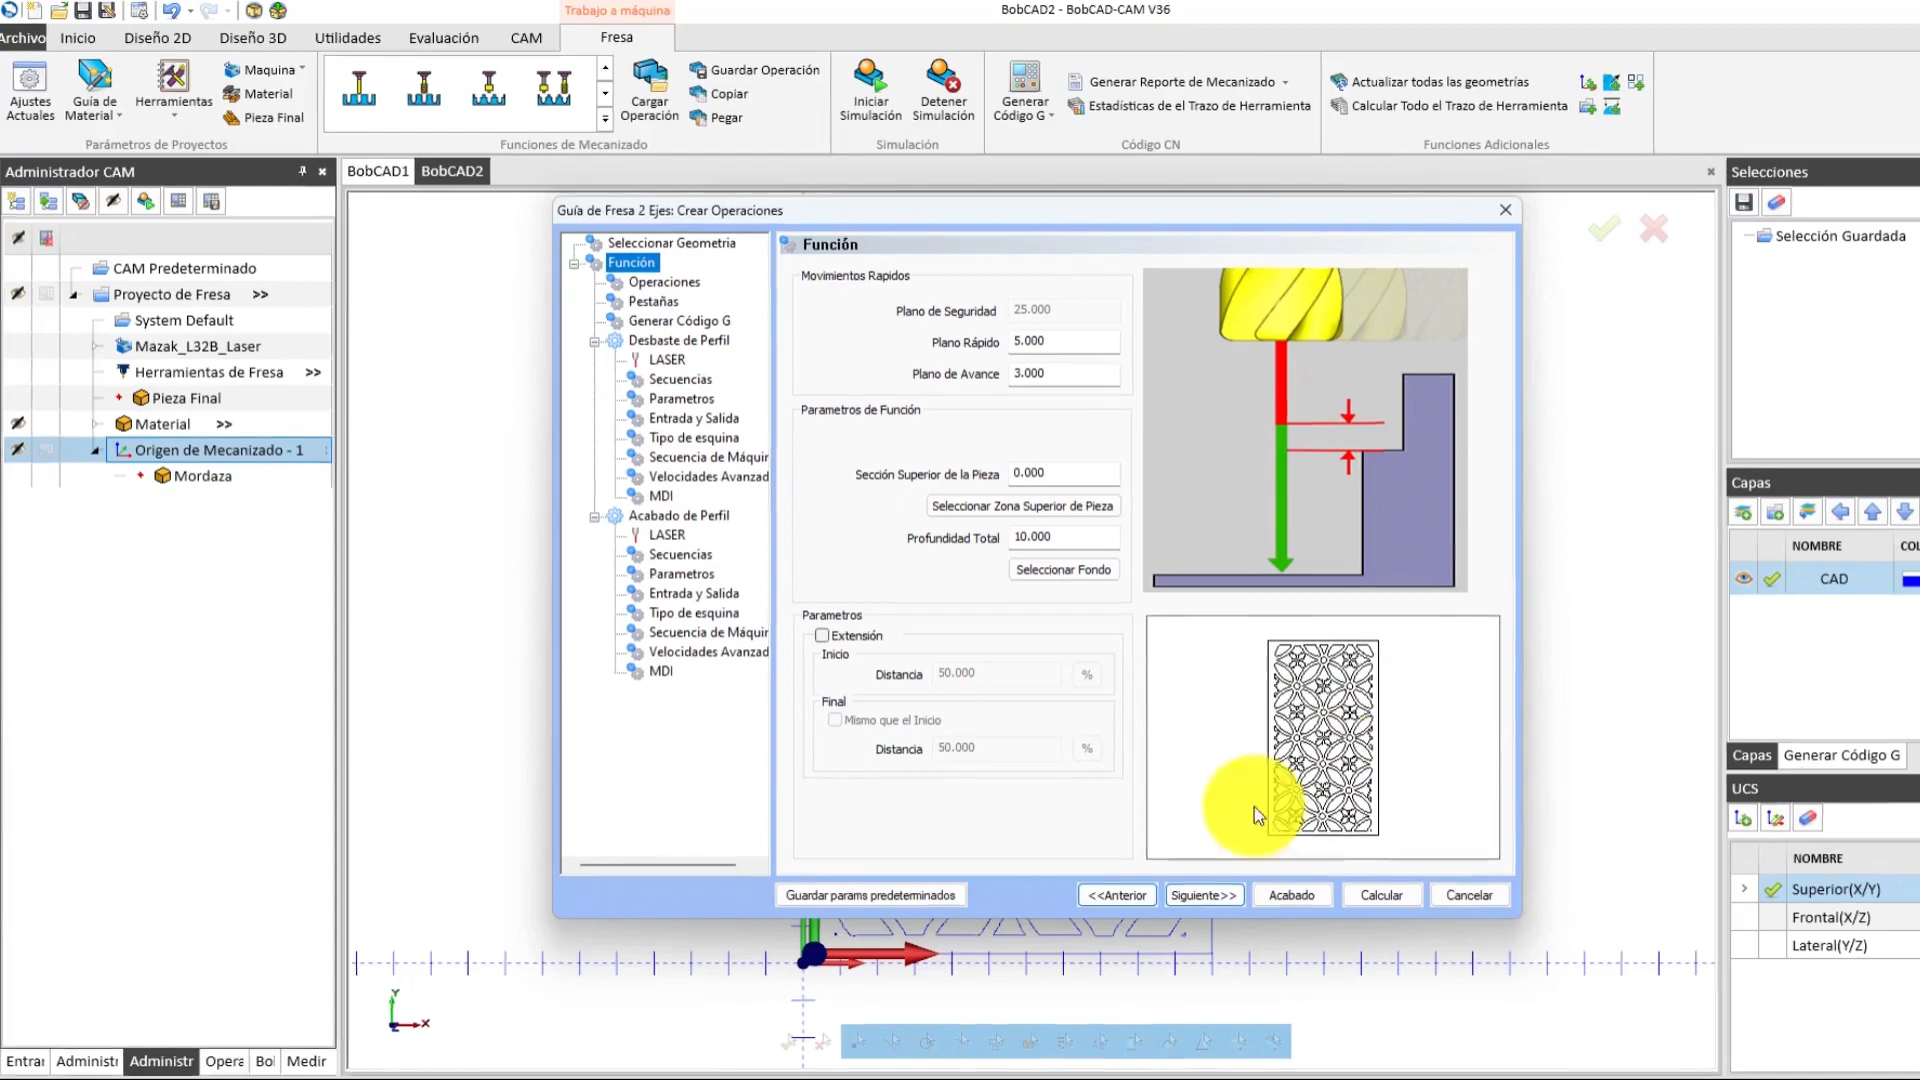 Trabajo a máquina
BobCAD2 - BobCAD-CAM V36
Archivo
Inicio
Diseño 2D
Diseño 3D
Utilidades
Evaluación
CAM
Fresa
Ajustes Actuales
Guía de Material
Herramientas
Maquina
Material
Pieza Final
Parámetros de Proyectos
Funciones de Mecanizado
Cargar Operación
Guardar Operación
Copiar
Pegar
Iniciar Simulación
Detener Simulación
Simulación
Generar Código G
Generar Reporte de Mecanizado
Estadísticas de el Trazo de Herramienta
Código CN
Actualizar todas las geometrías
Calcular Todo el Trazo de Herramienta
Funciones Adicionales
Administrador CAM
CAM Predeterminado
Proyecto de Fresa >>
System Default
Mazak_L32B_Laser
Herramientas de Fresa >>
Pieza Final
Material >>
Origen de Mecanizado - 1
Mordaza
Entrar
Administr
Administr
Opera
Bol
Medir
BobCAD1
BobCAD2
Guía de Fresa 2 Ejes: Crear Operaciones
Seleccionar Geometria
Función
Operaciones
Pestañas
Generar Código G
Desbaste de Perfil
LASER
Secuencias
Parametros
Entrada y Salida
Tipo de esquina
Secuencia de Máquir
Velocidades Avanzad
MDI
Acabado de Perfil
LASER
Secuencias
Parametros
Entrada y Salida
Tipo de esquina
Secuencia de Máquir
Velocidades Avanzad
MDI
Función
Movimientos Rapidos
Plano de Seguridad 25.000
Plano Rápido 5.000
Plano de Avance 3.000
Parametros de Función
Sección Superior de la Pieza 0.000
Seleccionar Zona Superior de Pieza
Profundidad Total 10.000
Seleccionar Fondo
Parametros
Extensión
Inicio
Distancia 50.000 %
Final
Mismo que el Inicio
Distancia 50.000 %
Guardar params predeterminados
<<Anterior
Siguiente>>
Acabado
Calcular
Cancelar
Y
X
Selecciones
Selección Guardada
Capas
NOMBRE
COL
CAD
Capas
Generar Código G
UCS
NOMBRE
Superior(X/Y)
Frontal(X/Z)
Lateral(Y/Z)